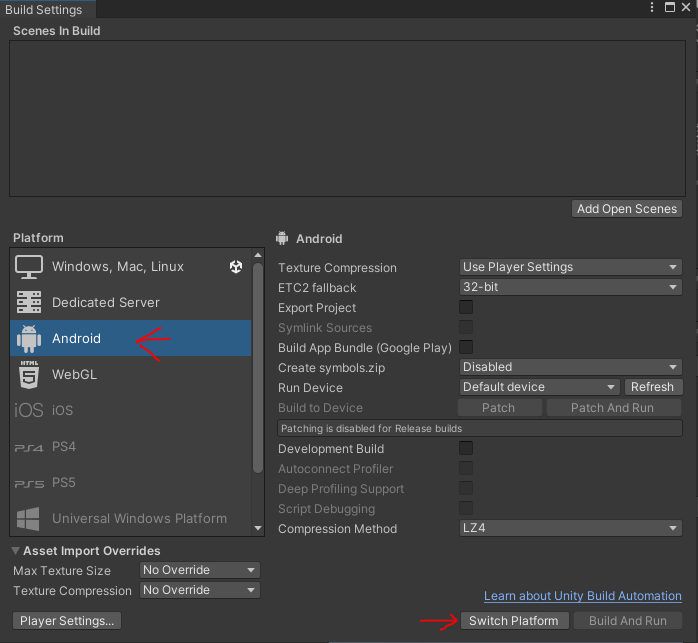 Build Settings
Scenes In Build
Add Open Scenes
Platform
Windows, Mac, Linux
Dedicated Server
Android
HTML
5
WebGL
iOS iOS
PS4 PS4
PS5 PS5
Universal Windows Platform
Android
Texture Compression Use Player Settings
ETC2 fallback 32-bit
Export Project
Symlink Sources
Build App Bundle (Google Play)
Create symbols.zip Disabled
Run Device Default device Refresh
Build to Device Patch Patch And Run
Patching is disabled for Release builds
Development Build
Autoconnect Profiler
Deep Profiling Support
Script Debugging
Compression Method LZ4
Asset Import Overrides
Max Texture Size No Override
Texture Compression No Override
Learn about Unity Build Automation
Player Settings... Switch Platform Build And Run